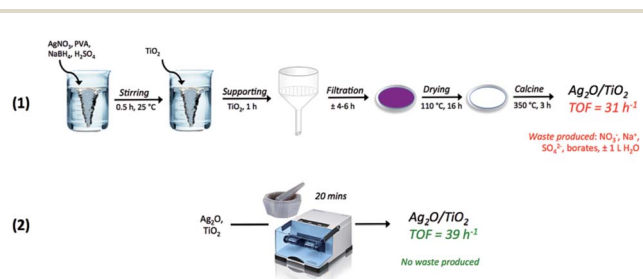 AgNO₃, PVA,
NaBH₄, H₂SO₄
TiO₂
(1)
Stirring
0.5 h, 25 °C
Supporting
TiO₂, 1 h
Filtration
± 4-6 h
Drying
110 °C, 16 h
Calcine
350 °C, 3 h
Ag₂O/TiO₂
TOF = 31 h⁻¹
Waste produced: NO₃⁻, Na⁺,
SO₄²⁻, borates, ± 1 L H₂O
(2)
Ag₂O,
TiO₂
20 mins
Ag₂O/TiO₂
TOF = 39 h⁻¹
No waste produced